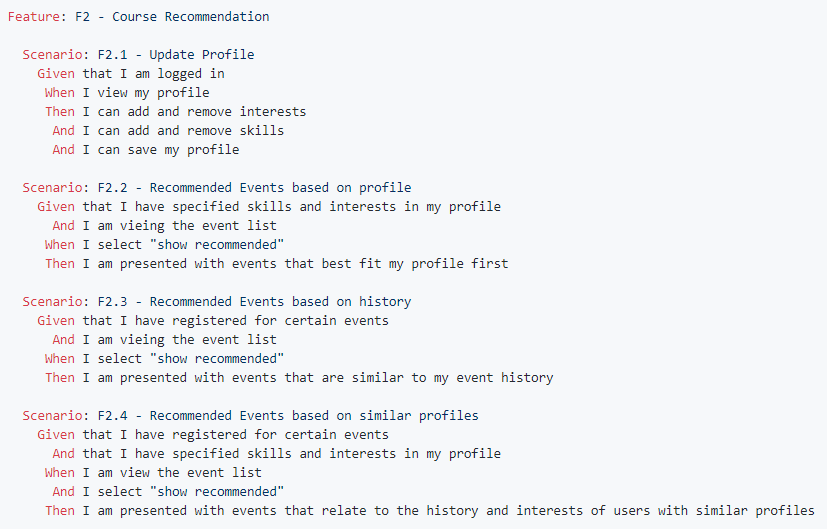 Feature: F2 - Course Recommendation
Scenario: F2.1 - Update Profile
Given that I am logged in
When I view my profile
Then I can add and remove interests
And I can add and remove skills
And I can save my profile
Scenario: F2.2 - Recommended Events based on profile
Given that I have specified skills and interests in my profile
And I am vieing the event list
When I select "show recommended"
Then I am presented with events that best fit my profile first
Scenario: F2.3 - Recommended Events based on history
Given that I have registered for certain events
And I am vieing the event list
When I select "show recommended"
Then I am presented with events that are similar to my event history
Scenario: F2.4 - Recommended Events based on similar profiles
Given that I have registered for certain events
And that I have specified skills and interests in my profile
When I am view the event list
And I select "show recommended"
Then I am presented with events that relate to the history and interests of users with similar profiles